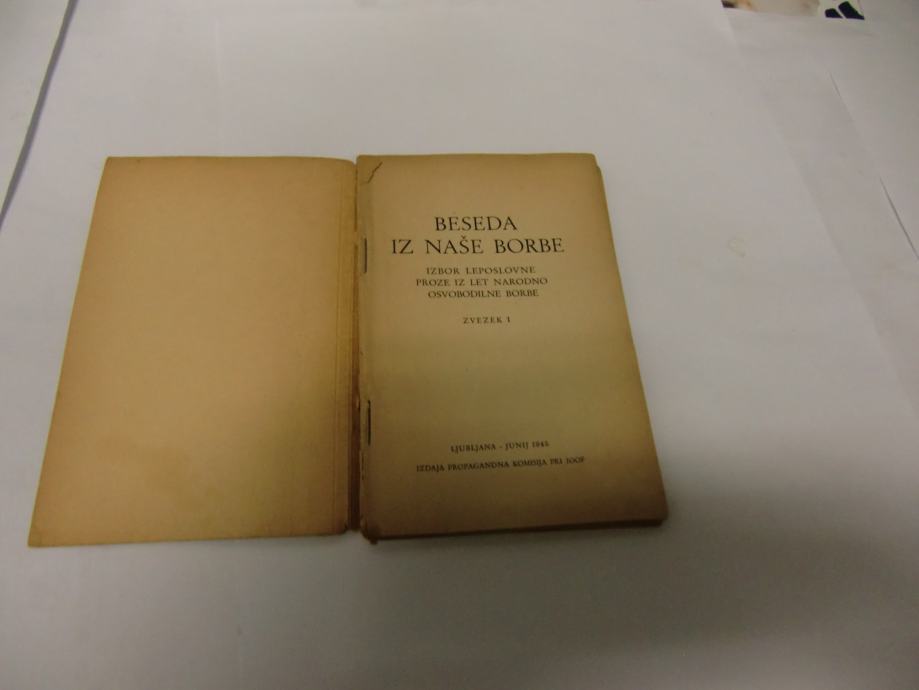 BESEDA
IZ NAŠE BORBE
IZBOR LEPOSLOVNE
PROZE IZ LET NARODNO
OSVOBODILNE BORBE
ZVEZEK 1
LJUBLJANA - JUNIJ 1945
IZDAJA PROPAGANDNA KOMISIJA PRI IOOF